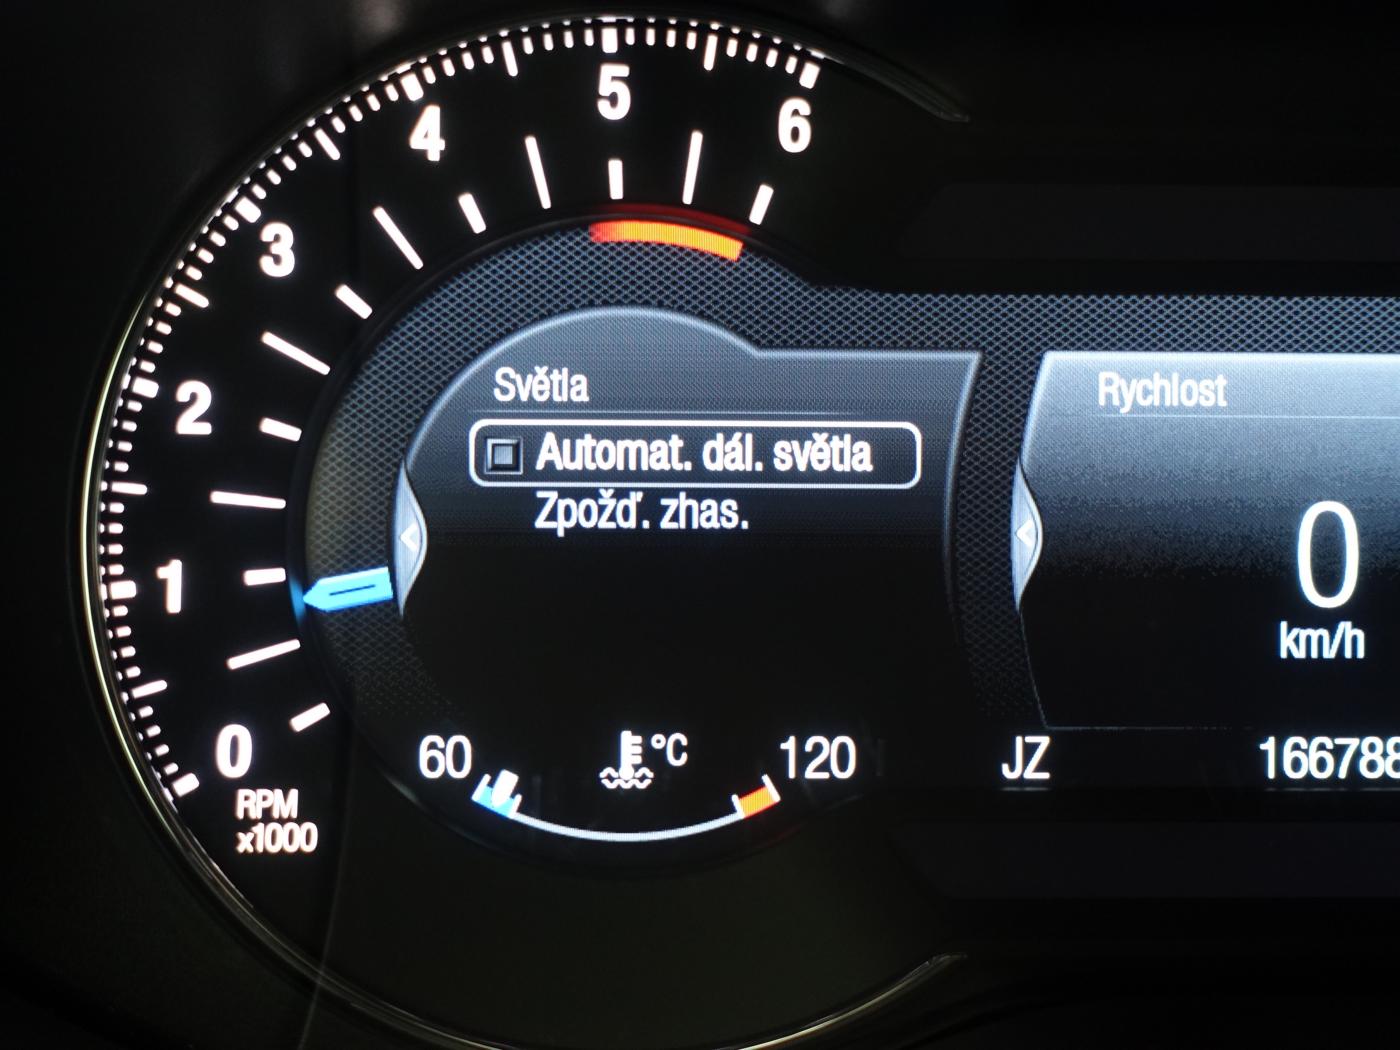 5
4
6
3
2
1
0
RPM
x1000
Světla
Automat. dál. světla
Zpožď. zhas.
Rychlost
0
km/h
60 °C 120
JZ 166788